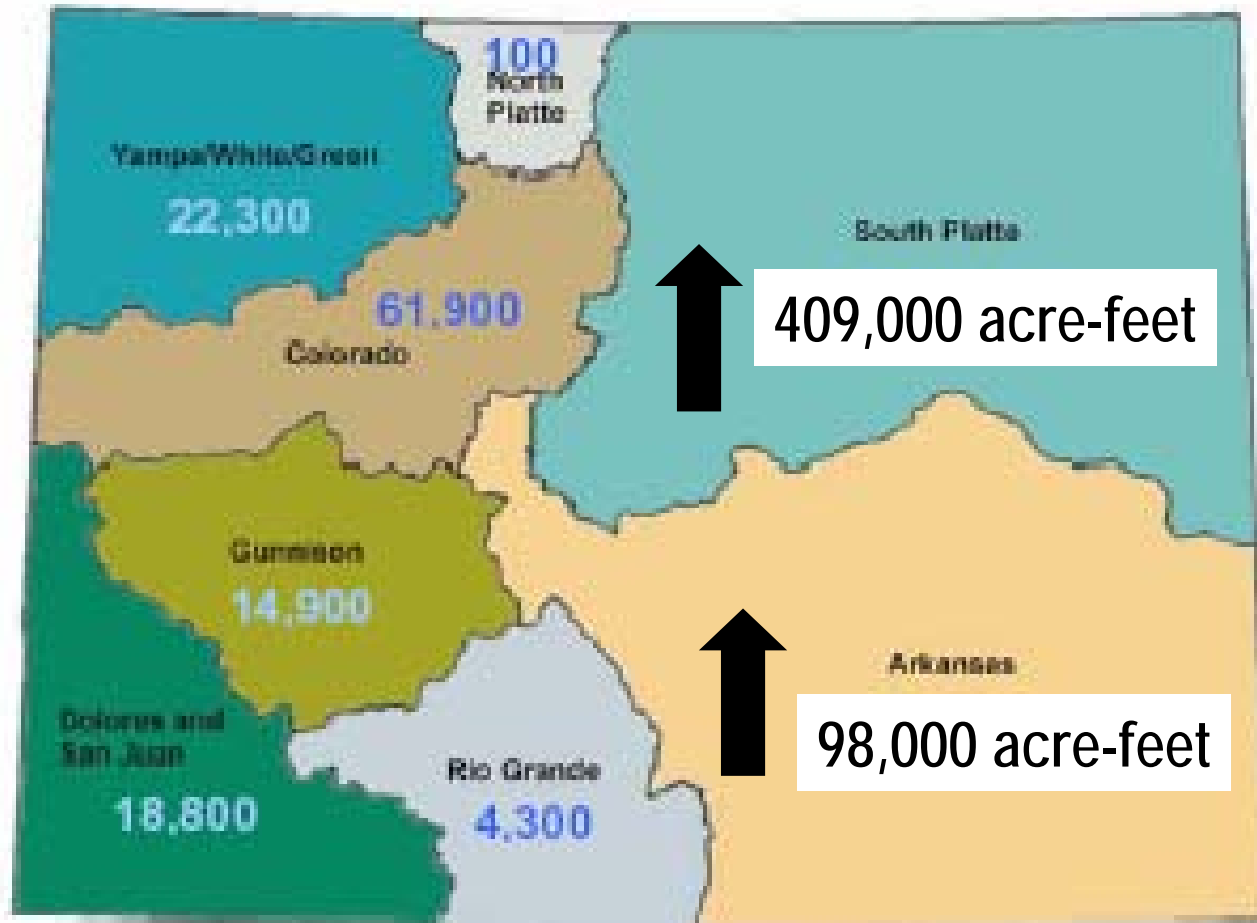 100
North
Platte
Yampa/White/Green
22,300
South Platte
409,000 acre-feet
61,900
Colorado
Gunnison
14,900
Arkansas
98,000 acre-feet
Dolores and
San Juan
18,800
Rio Grande
4,300